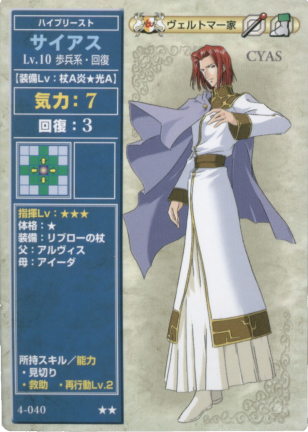 ハイプリースト
サイアス
Lv.10 歩兵系・回復
【装備Lv：杖A炎★光A】
気力：7
回復：3
指揮Lv：★★★
体格：★
装備：リブローの杖
父：アルヴィス
母：アイーダ
所持スキル／能力
・見切り
・救助 ・再行動Lv.2
4-040 ★★
ヴェルトマー家
CYAS